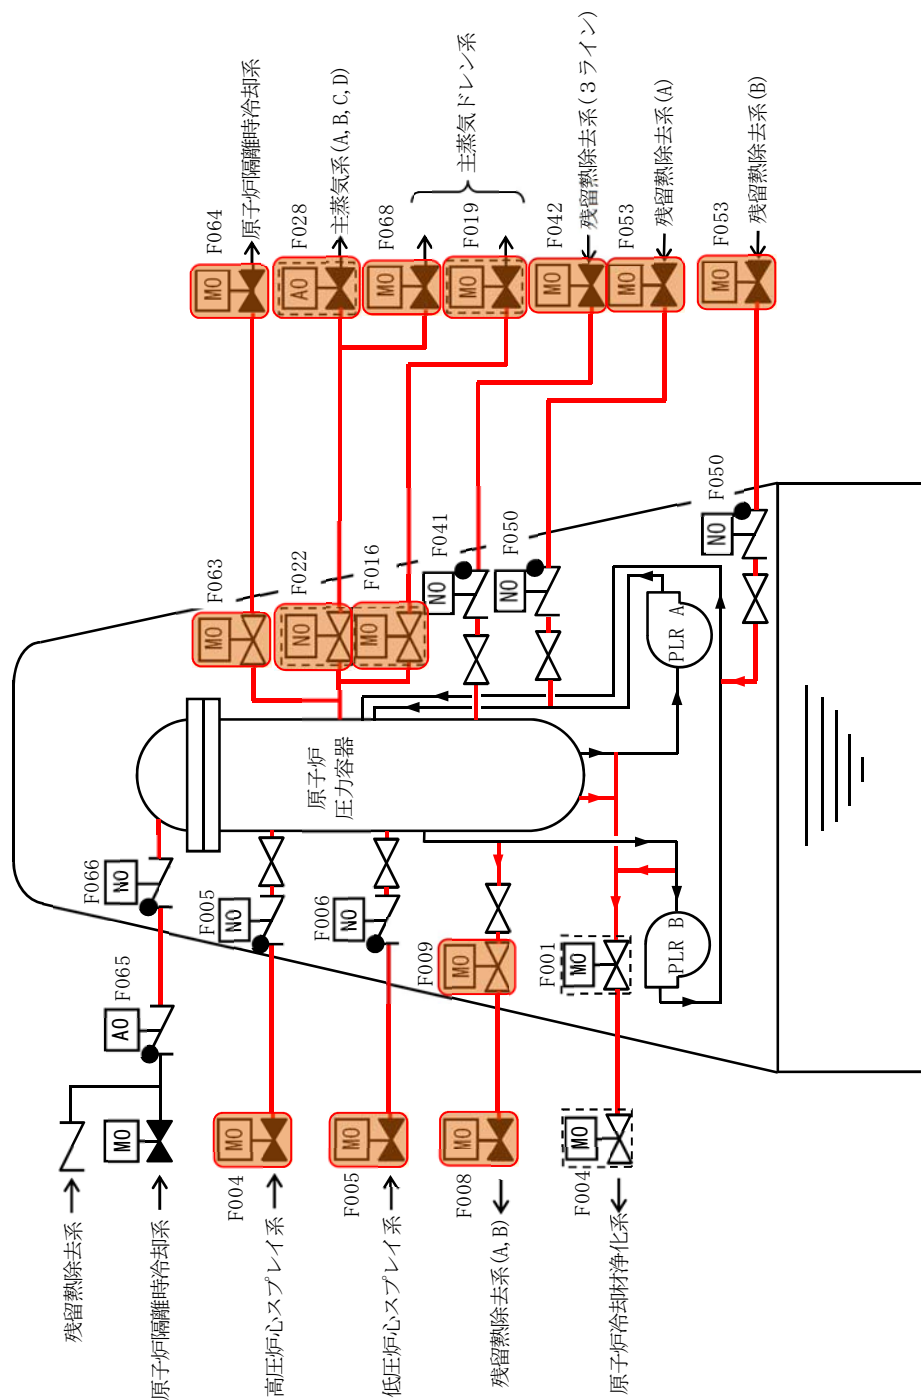 残留熱除去系
原子炉隔離時冷却系
MO
高圧炉心スプレイ系
F004
MO
低圧炉心スプレイ系
F005
MO
残留熱除去系(A,B)
F008
MO
原子炉冷却材浄化系
F004
MO
F065
AO
F066
NO
F005
NO
F006
NO
F009
MO
F001
MO
PLR B
原子炉
圧力容器
PLR A
F063
MO
F022
NO
F016
MO
F041
NO
F050
NO
F050
NO
F064
MO
原子炉隔離時冷却系
F028
AO
主蒸気系(A,B,C,D)
F068
MO
F019
MO
主蒸気ドレン系
F042
MO
残留熱除去系(3ライン)
F053
MO
残留熱除去系(A)
F053
MO
残留熱除去系(B)